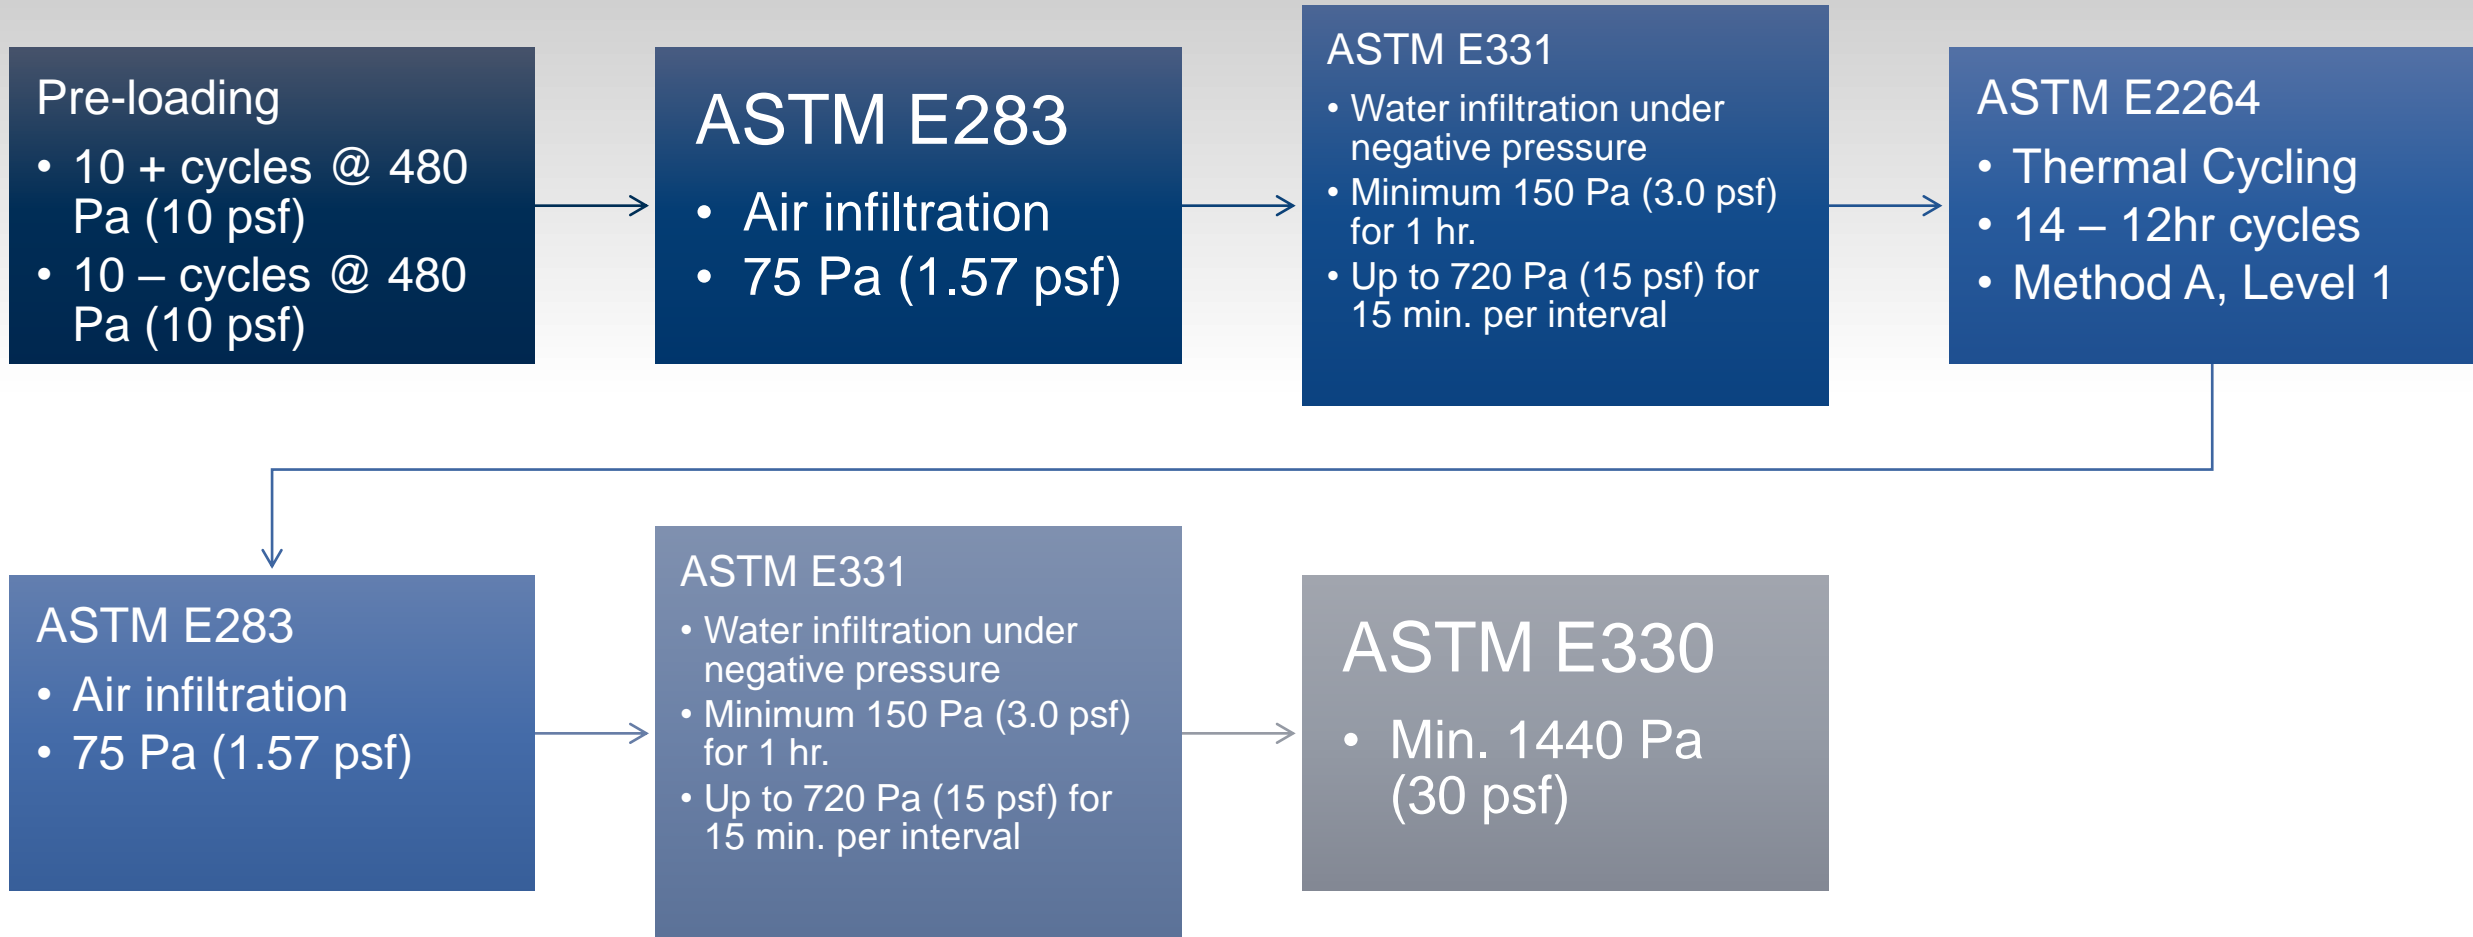 Pre-loading
• 10 + cycles @ 480
Pa (10 psf)
• 10 – cycles @ 480
Pa (10 psf)
ASTM E283
• Air infiltration
• 75 Pa (1.57 psf)
ASTM E331
• Water infiltration under
negative pressure
• Minimum 150 Pa (3.0 psf)
for 1 hr.
• Up to 720 Pa (15 psf) for
15 min. per interval
ASTM E2264
• Thermal Cycling
• 14 – 12hr cycles
• Method A, Level 1
ASTM E283
• Air infiltration
• 75 Pa (1.57 psf)
ASTM E331
• Water infiltration under
negative pressure
• Minimum 150 Pa (3.0 psf)
for 1 hr.
• Up to 720 Pa (15 psf) for
15 min. per interval
ASTM E330
• Min. 1440 Pa
(30 psf)